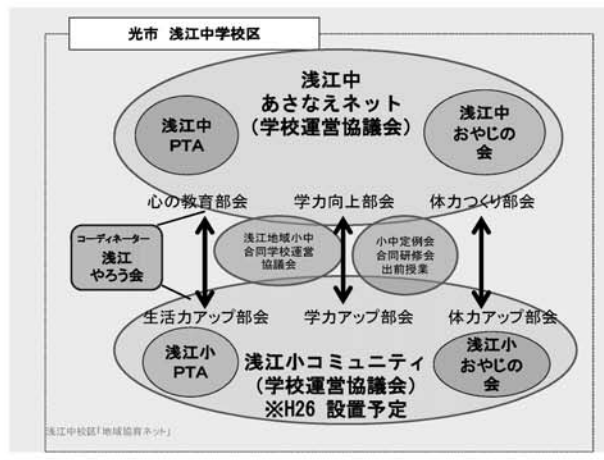 光市 浅江中学校区
浅江中
あさなえネット
(学校運営協議会)
浅江中
PTA
浅江中
おやじの
会
心の教育部会
学力向上部会
体力つくり部会
コーディネーター
浅江
やろう会
浅江地域小中
合同学校運営
協議会
小中定例会
合同研修会
出前授業
生活力アップ部会
学力アップ部会
体力アップ部会
浅江小
PTA
浅江小コミュニティ
(学校運営協議会)
※H26 設置予定
浅江小
おやじの
会
浅江中校区「地域協育ネット」